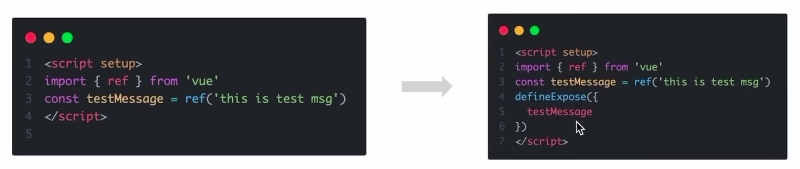 1 <script setup>
2 import { ref } from 'vue'
3 const testMessage = ref('this is test msg')
4 </script>
5
1 <script setup>
2 import { ref } from 'vue'
3 const testMessage = ref('this is test msg')
4 defineExpose({
5 testMessage
6 })
7 </script>